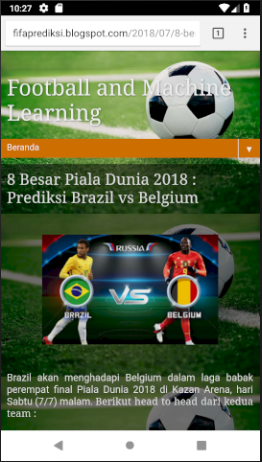 10:27
fifaprediksi.blogspot.com/2018/07/8-be
1
Football and Machine
Learning
Beranda
8 Besar Piala Dunia 2018 :
Prediksi Brazil vs Belgium
RUSSIA
VS
BRAZIL
BELGIUM
Brazil akan menghadapi Belgium dalam laga babak
perempat final Piala Dunia 2018 di Kazan Arena, hari
Sabtu (7/7) malam. Berikut head to head dari kedua
team :